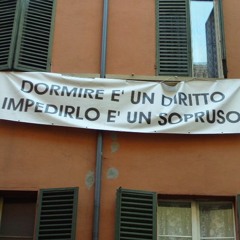 DORMIRE E' UN DIRITTO
IMPEDIRLO E' UN SOPRUSO